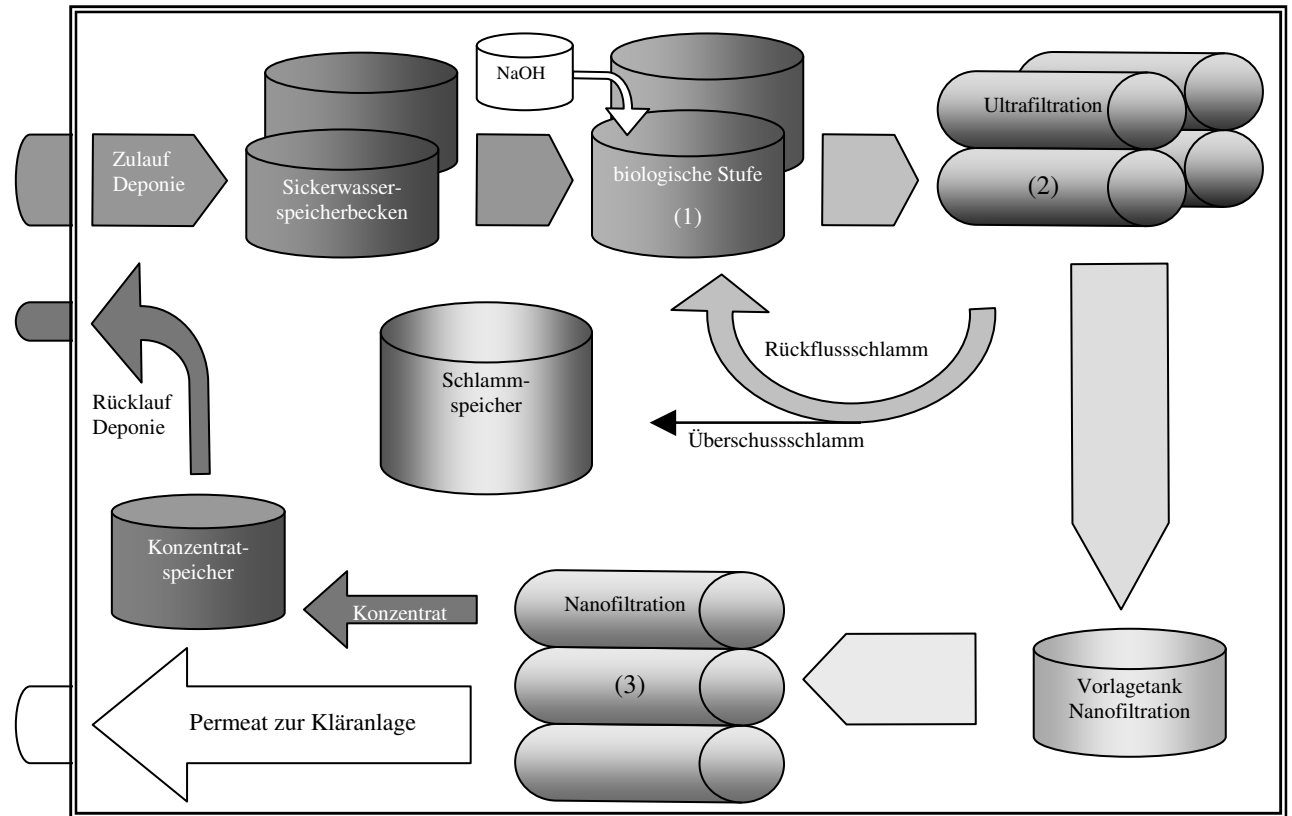 NaOH
Zulauf
Deponie
Sickerwasser-
speicherbecken
biologische Stufe
(1)
Ultrafiltration
(2)
Rückflussschlamm
Überschussschlamm
Schlamm-
speicher
Rücklauf
Deponie
Konzentrat-
speicher
Konzentrat
Nanofiltration
(3)
Vorlagetank
Nanofiltration
Permeat zur Kläranlage